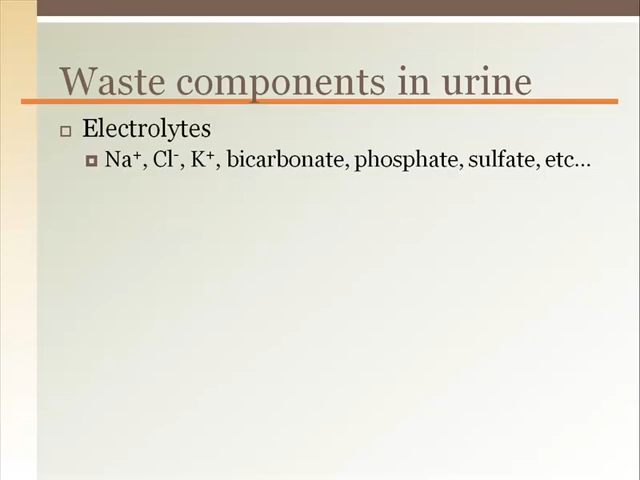 Waste components in urine
Electrolytes
Na⁺, Cl⁻, K⁺, bicarbonate, phosphate, sulfate, etc…